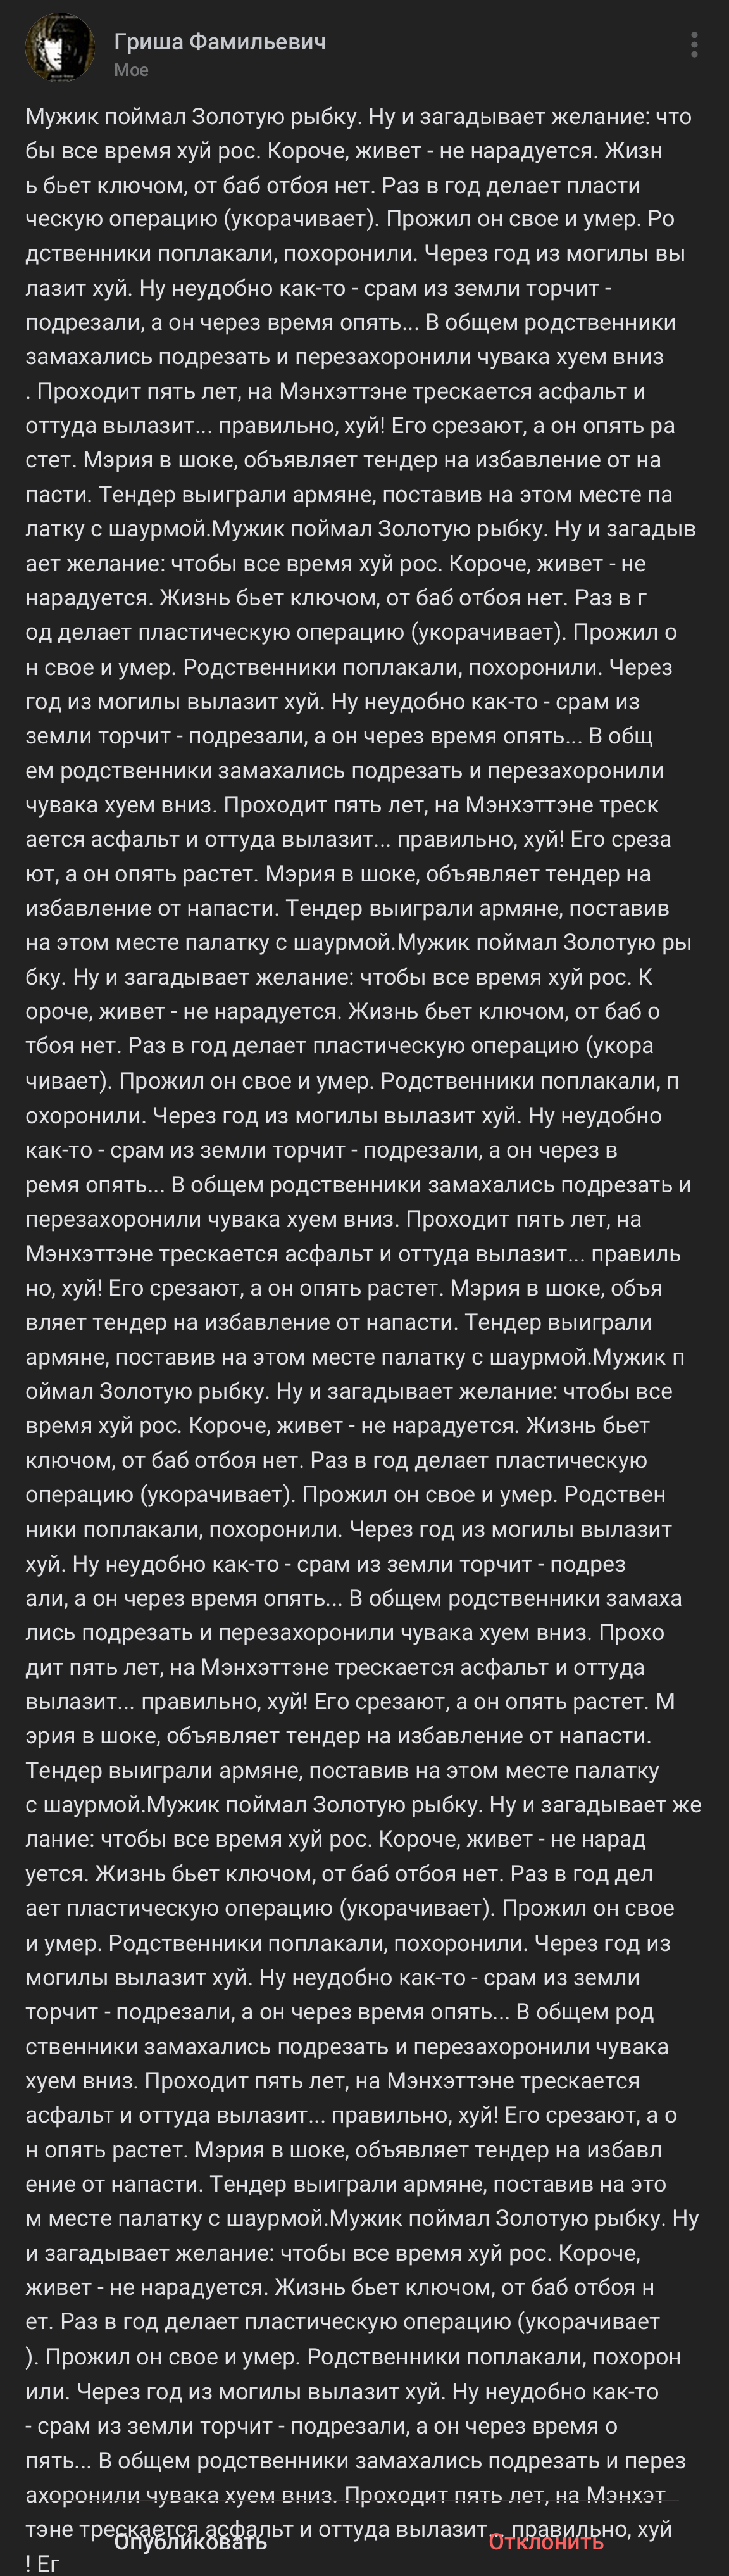 Гриша Фамильевич
Мое
Мужик поймал Золотую рыбку. Ну и загадывает желание: что
бы все время хуй рос. Короче, живет - не нарадуется. Жизн
ь бьет ключом, от баб отбоя нет. Раз в год делает пласти
ческую операцию (укорачивает). Прожил он свое и умер. Ро
дственники поплакали, похоронили. Через год из могилы вы
лазит хуй. Ну неудобно как-то - срам из земли торчит -
подрезали, а он через время опять... В общем родственники
замахались подрезать и перезахоронили чувака хуем вниз
. Проходит пять лет, на Мэнхэттэне трескается асфальт и
оттуда вылазит... правильно, хуй! Его срезают, а он опять ра
стет. Мэрия в шоке, объявляет тендер на избавление от на
пасти. Тендер выиграли армяне, поставив на этом месте па
латку с шаурмой.Мужик поймал Золотую рыбку. Ну и загадыв
ает желание: чтобы все время хуй рос. Короче, живет - не
нарадуется. Жизнь бьет ключом, от баб отбоя нет. Раз в г
од делает пластическую операцию (укорачивает). Прожил о
н свое и умер. Родственники поплакали, похоронили. Через
год из могилы вылазит хуй. Ну неудобно как-то - срам из
земли торчит - подрезали, а он через время опять... В общ
ем родственники замахались подрезать и перезахоронили
чувака хуем вниз. Проходит пять лет, на Мэнхэттэне треск
ается асфальт и оттуда вылазит... правильно, хуй! Его среза
ют, а он опять растет. Мэрия в шоке, объявляет тендер на
избавление от напасти. Тендер выиграли армяне, поставив
на этом месте палатку с шаурмой.Мужик поймал Золотую ры
бку. Ну и загадывает желание: чтобы все время хуй рос. К
ороче, живет - не нарадуется. Жизнь бьет ключом, от баб о
тбоя нет. Раз в год делает пластическую операцию (укора
чивает). Прожил он свое и умер. Родственники поплакали, п
охоронили. Через год из могилы вылазит хуй. Ну неудобно
как-то - срам из земли торчит - подрезали, а он через в
ремя опять... В общем родственники замахались подрезать и
перезахоронили чувака хуем вниз. Проходит пять лет, на
Мэнхэттэне трескается асфальт и оттуда вылазит... правиль
но, хуй! Его срезают, а он опять растет. Мэрия в шоке, объя
вляет тендер на избавление от напасти. Тендер выиграли
армяне, поставив на этом месте палатку с шаурмой.Мужик п
оймал Золотую рыбку. Ну и загадывает желание: чтобы все
время хуй рос. Короче, живет - не нарадуется. Жизнь бьет
ключом, от баб отбоя нет. Раз в год делает пластическую
операцию (укорачивает). Прожил он свое и умер. Родствен
ники поплакали, похоронили. Через год из могилы вылазит
хуй. Ну неудобно как-то - срам из земли торчит - подрез
али, а он через время опять... В общем родственники замаха
лись подрезать и перезахоронили чувака хуем вниз. Прохо
дит пять лет, на Мэнхэттэне трескается асфальт и оттуда
вылазит... правильно, хуй! Его срезают, а он опять растет. М
эрия в шоке, объявляет тендер на избавление от напасти.
Тендер выиграли армяне, поставив на этом месте палатку
с шаурмой.Мужик поймал Золотую рыбку. Ну и загадывает же
лание: чтобы все время хуй рос. Короче, живет - не нарад
уется. Жизнь бьет ключом, от баб отбоя нет. Раз в год дел
ает пластическую операцию (укорачивает). Прожил он свое
и умер. Родственники поплакали, похоронили. Через год из
могилы вылазит хуй. Ну неудобно как-то - срам из земли
торчит - подрезали, а он через время опять... В общем род
ственники замахались подрезать и перезахоронили чувака
хуем вниз. Проходит пять лет, на Мэнхэттэне трескается
асфальт и оттуда вылазит... правильно, хуй! Его срезают, а о
н опять растет. Мэрия в шоке, объявляет тендер на избавл
ение от напасти. Тендер выиграли армяне, поставив на это
м месте палатку с шаурмой.Мужик поймал Золотую рыбку. Ну
и загадывает желание: чтобы все время хуй рос. Короче,
живет - не нарадуется. Жизнь бьет ключом, от баб отбоя н
ет. Раз в год делает пластическую операцию (укорачивает
). Прожил он свое и умер. Родственники поплакали, похорон
или. Через год из могилы вылазит хуй. Ну неудобно как-то
- срам из земли торчит - подрезали, а он через время о
пять... В общем родственники замахались подрезать и перез
ахоронили чувака хуем вниз. Проходит пять лет, на Мэнхэт
тэне трескается асфальт и оттуда вылазит... правильно, хуй
Опубликовать Отклонить
! Ег